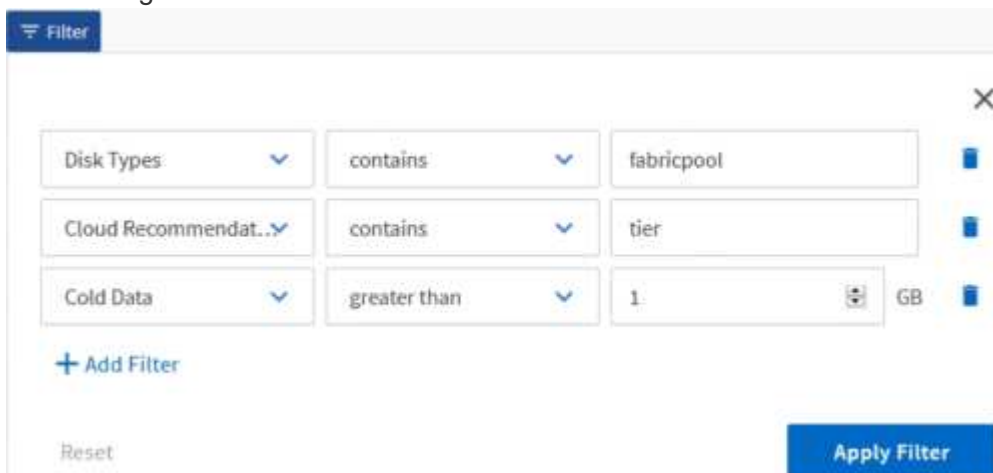 Filter
Disk Types contains fabricpool
Cloud Recommendat... contains tier
Cold Data greater than 1 GB
+ Add Filter
Reset Apply Filter